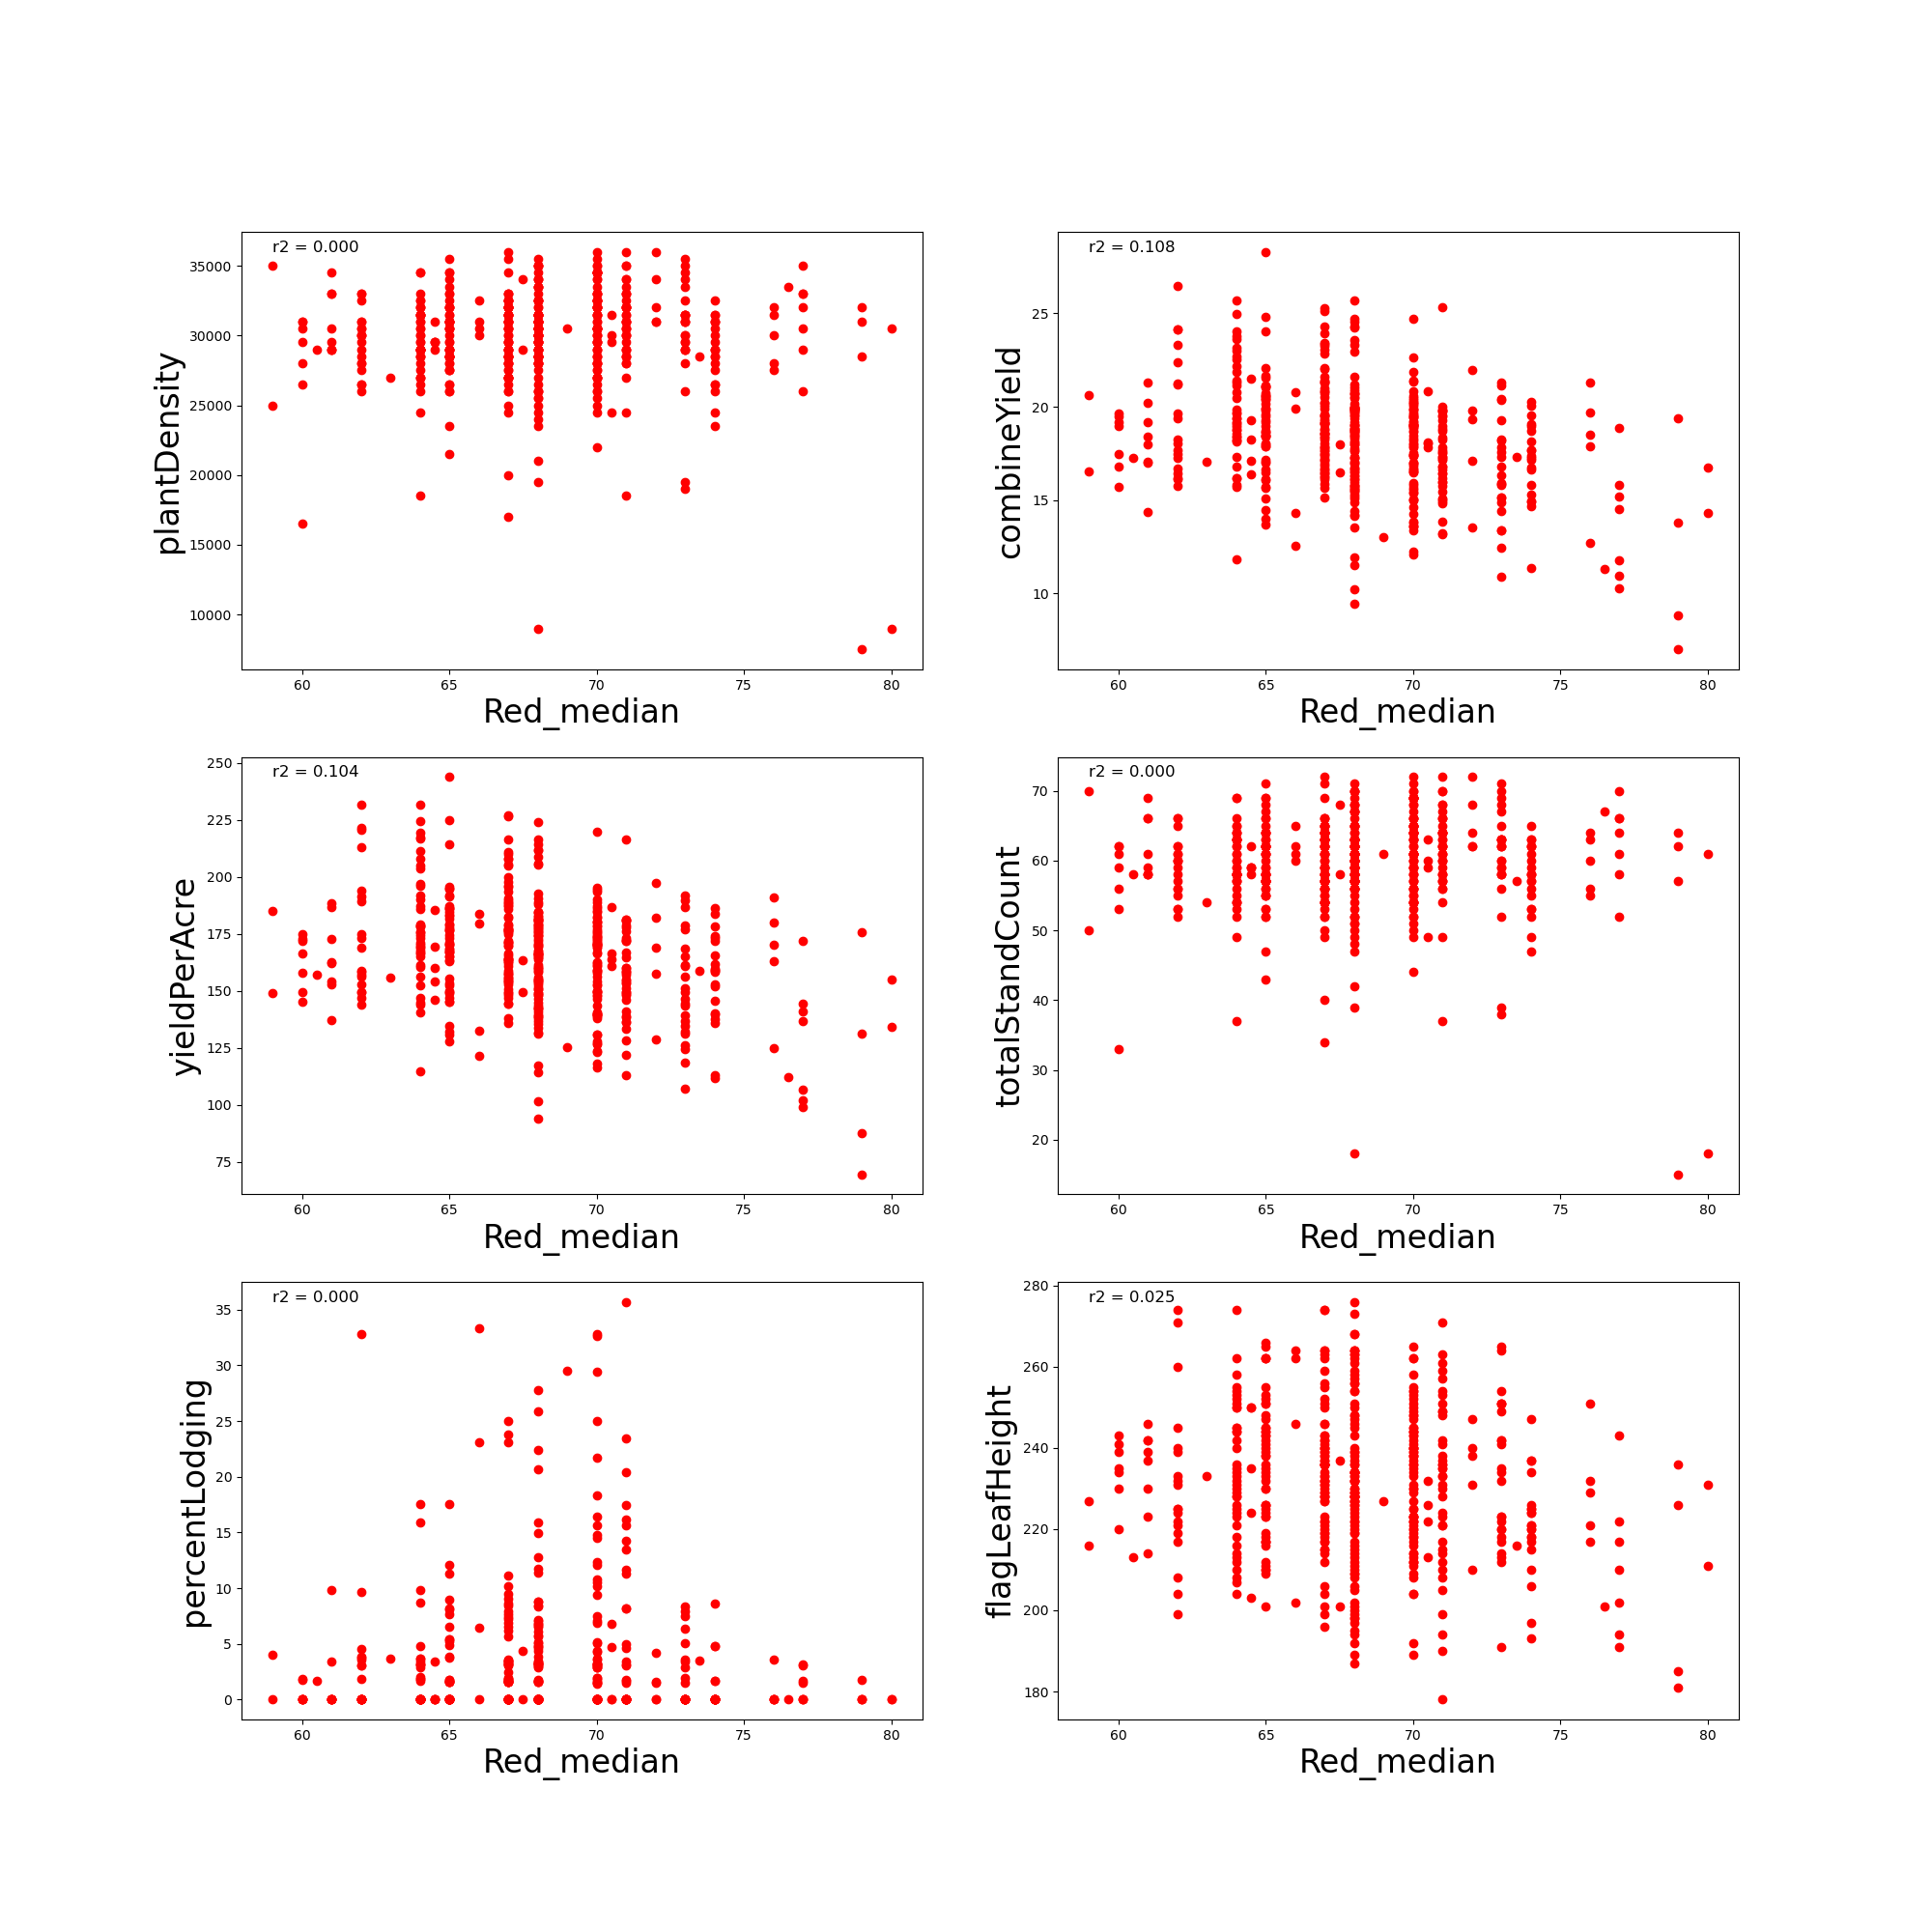 r2 = 0.000
35000
30000
25000
20000
15000
10000
plantDensity
60 65 70 75 80
Red_median
r2 = 0.108
25
20
15
10
combineYield
60 65 70 75 80
Red_median
r2 = 0.104
250
225
200
175
150
125
100
75
yieldPerAcre
60 65 70 75 80
Red_median
r2 = 0.000
70
60
50
40
30
20
totalStandCount
60 65 70 75 80
Red_median
r2 = 0.000
35
30
25
20
15
10
5
0
percentLodging
60 65 70 75 80
Red_median
r2 = 0.025
280
260
240
220
200
180
flagLeafHeight
60 65 70 75 80
Red_median